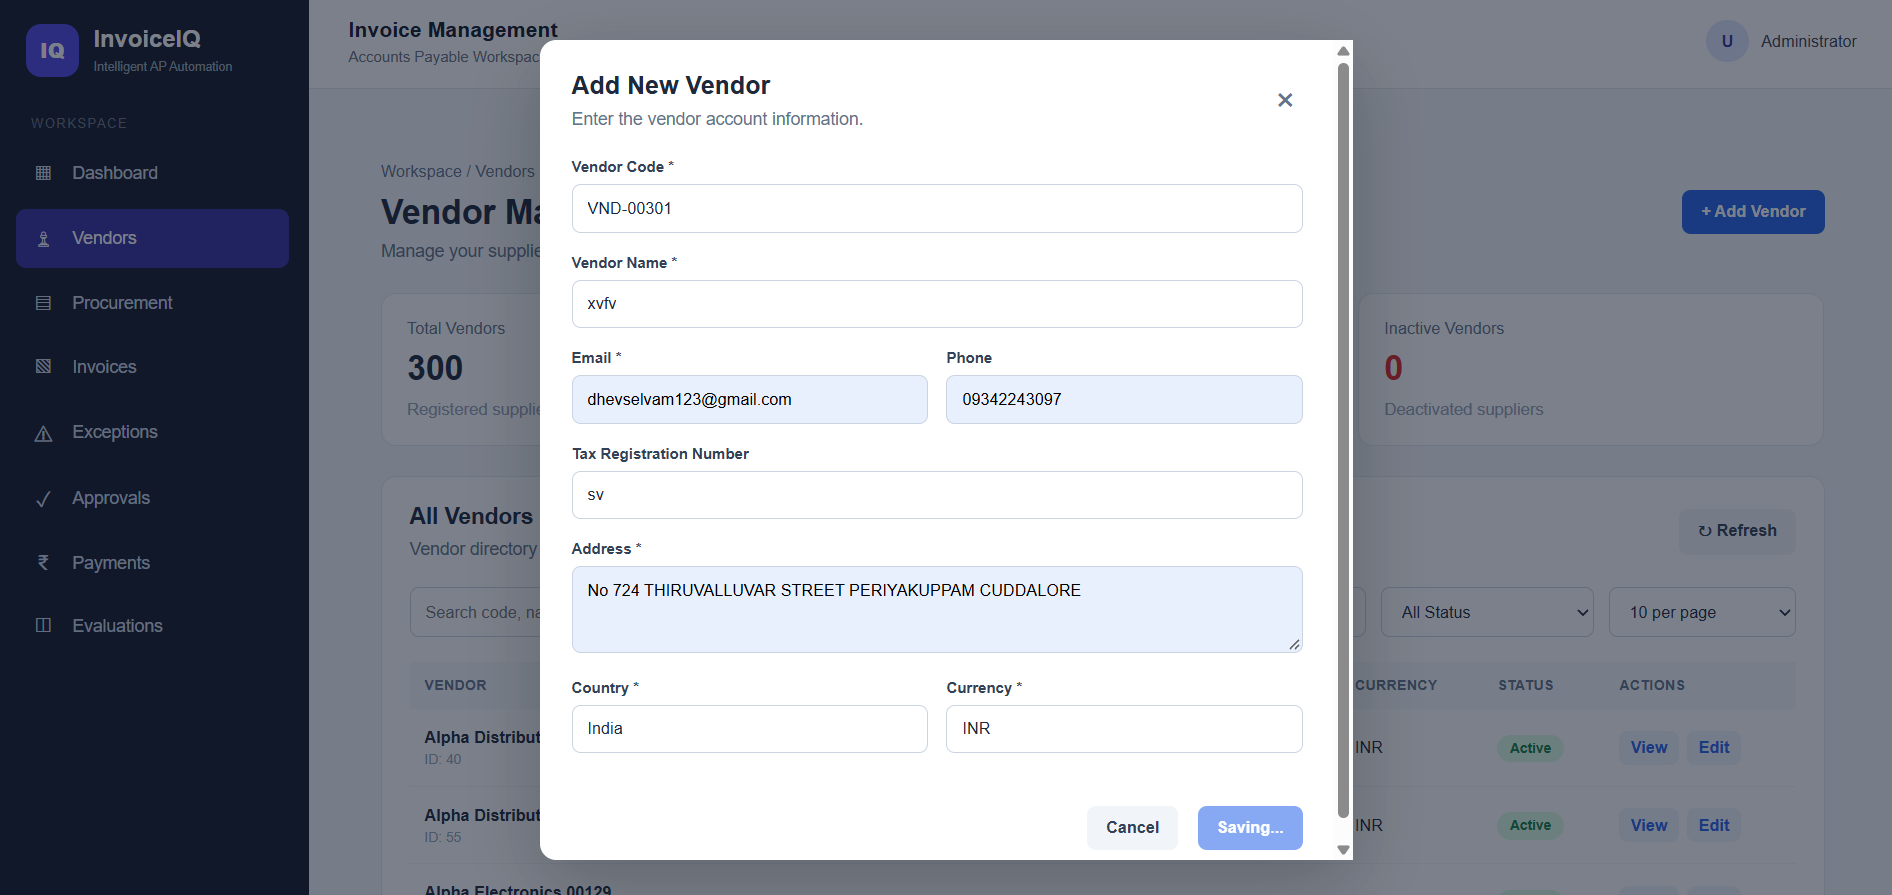 IQ
InvoiceIQ
Intelligent AP Automation
WORKSPACE
Dashboard
Vendors
Procurement
Invoices
Exceptions
Approvals
₹ Payments
Evaluations
Invoice Management
Accounts Payable Workspac
U Administrator
Workspace / Vendors
Vendor Ma
Manage your supplie
+ Add Vendor
Total Vendors
300
Registered supplie
Inactive Vendors
0
Deactivated suppliers
All Vendors
Vendor directory
↻ Refresh
Search code, na
All Status
10 per page
VENDOR CURRENCY STATUS ACTIONS
Alpha Distribut INR Active View Edit
ID: 40
Alpha Distribut INR Active View Edit
ID: 55
Alpha Electronics 00129
Add New Vendor
Enter the vendor account information.
Vendor Code *
VND-00301
Vendor Name *
xvfv
Email * Phone
dhevselvam123@gmail.com 09342243097
Tax Registration Number
sv
Address *
No 724 THIRUVALLUVAR STREET PERIYAKUPPAM CUDDALORE
Country * Currency *
India INR
Cancel Saving...